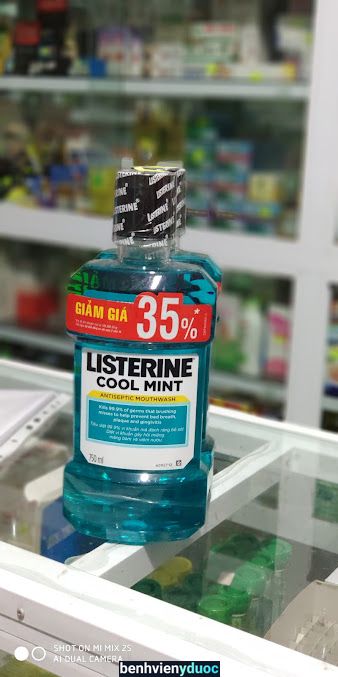 LISTERINE
LISTERINE
GIẢM GIÁ 35%*
LISTERINE
COOL MINT
ANTISEPTIC MOUTHWASH
Kills 99.9% of germs that brushing
misses to help prevent bad breath,
plaque and gingivitis
750 ml
SHOT ON MI MIX 2S
AI DUAL CAMERA
benhvienyduoc